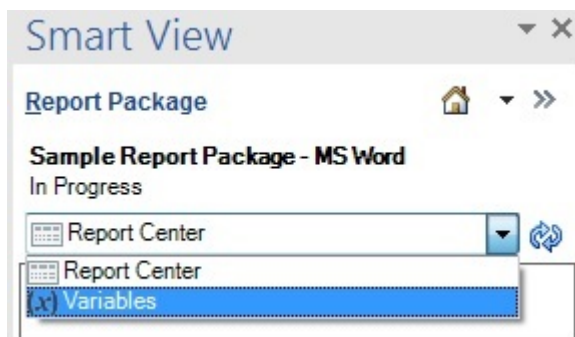 Smart View
Report Package
Sample Report Package - MS Word
In Progress
Report Center
Report Center
(x) Variables